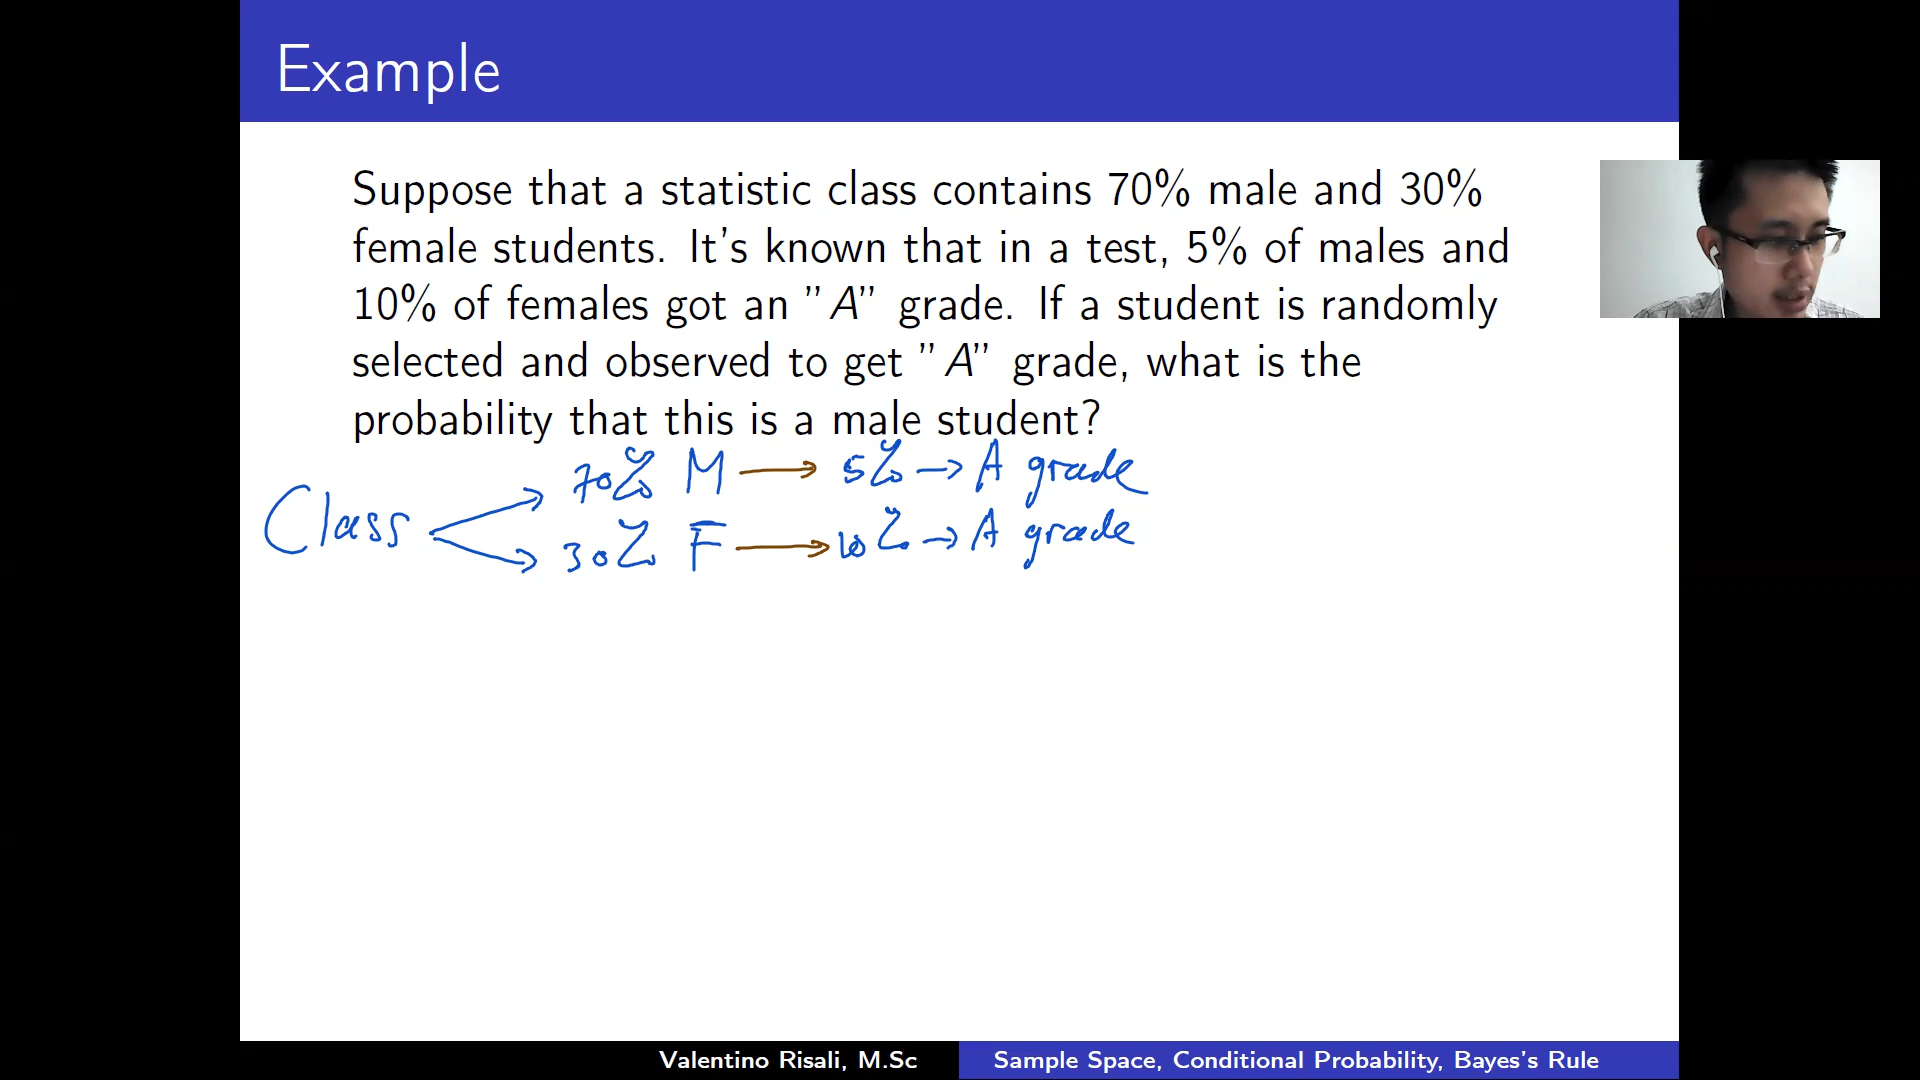 Example
Suppose that a statistic class contains 70% male and 30%
female students. It's known that in a test, 5% of males and
10% of females got an "A" grade. If a student is randomly
selected and observed to get "A" grade, what is the
probability that this is a male student?
70% M → 5% → A grade
Class
30% F → 10% → A grade
Valentino Risali, M.Sc
Sample Space, Conditional Probability, Bayes's Rule